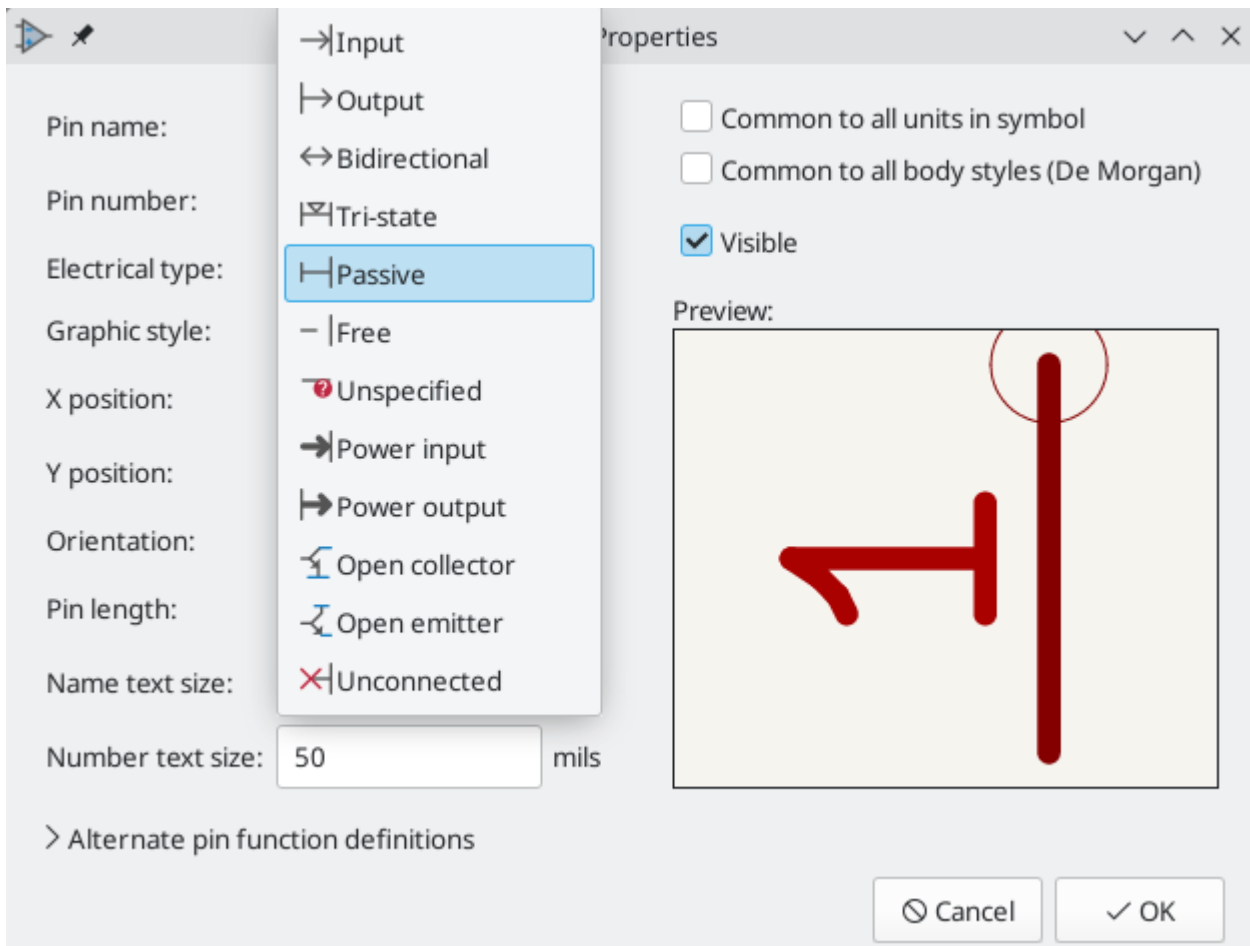 Properties
Pin name:
Pin number:
Electrical type:
Graphic style:
X position:
Y position:
Orientation:
Pin length:
Name text size:
Number text size: 50 mils
Input
Output
Bidirectional
Tri-state
Passive
Free
Unspecified
Power input
Power output
Open collector
Open emitter
Unconnected
Common to all units in symbol
Common to all body styles (De Morgan)
Visible
Preview:
1
Alternate pin function definitions
Cancel
OK